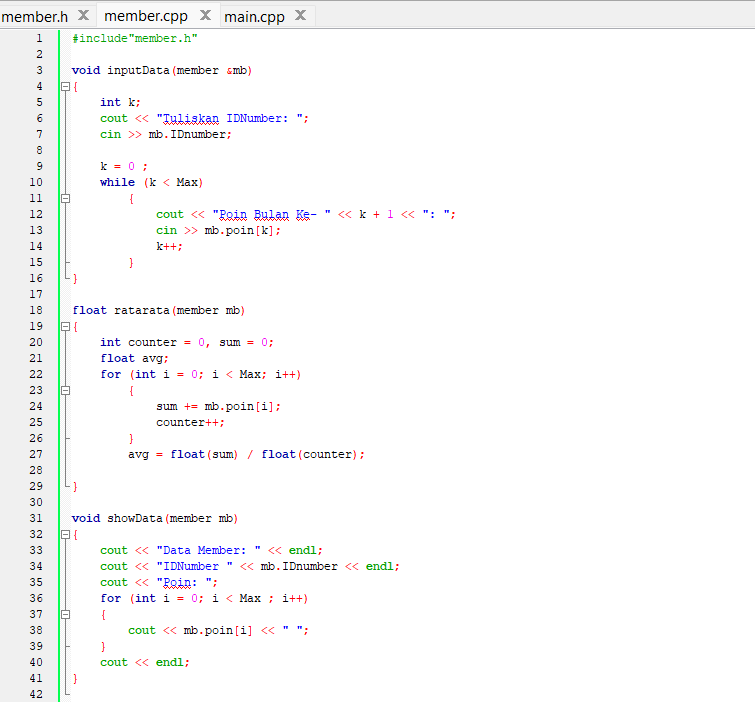 member.h X member.cpp X main.cpp X
1 #include"member.h"
2
3 void inputData(member &mb)
4 {
5 int k;
6 cout << "Tuliskan IDNumber: ";
7 cin >> mb.IDnumber;
8
9 k = 0 ;
10 while (k < Max)
11 {
12 cout << "Poin Bulan Ke- " << k + 1 << ": ";
13 cin >> mb.poin[k];
14 k++;
15 }
16 }
17
18 float ratarata(member mb)
19 {
20 int counter = 0, sum = 0;
21 float avg;
22 for (int i = 0; i < Max; i++)
23 {
24 sum += mb.poin[i];
25 counter++;
26 }
27 avg = float(sum) / float(counter);
28
29 }
30
31 void showData(member mb)
32 {
33 cout << "Data Member: " << endl;
34 cout << "IDNumber " << mb.IDnumber << endl;
35 cout << "Poin: ";
36 for (int i = 0; i < Max ; i++)
37 {
38 cout << mb.poin[i] << " ";
39 }
40 cout << endl;
41 }
42